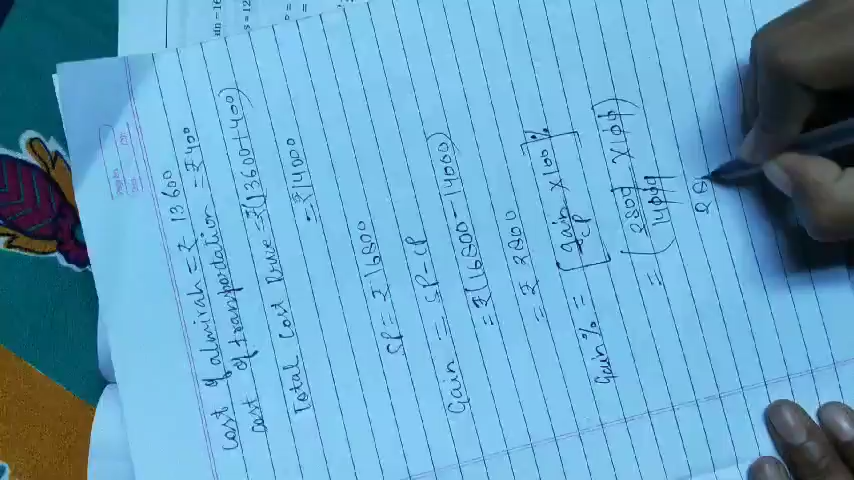 Cost of almirah = ₹ 13600
Cost of transportation = ₹ 400
Total Cost Price = ₹(13600+400)
= ₹14000
SP = ₹16800
Gain = SP-CP
= ₹(16800-14000)
= ₹ 2800
Gain% = [gain/CP ×100]%
= (2800/14000 ×100)
28